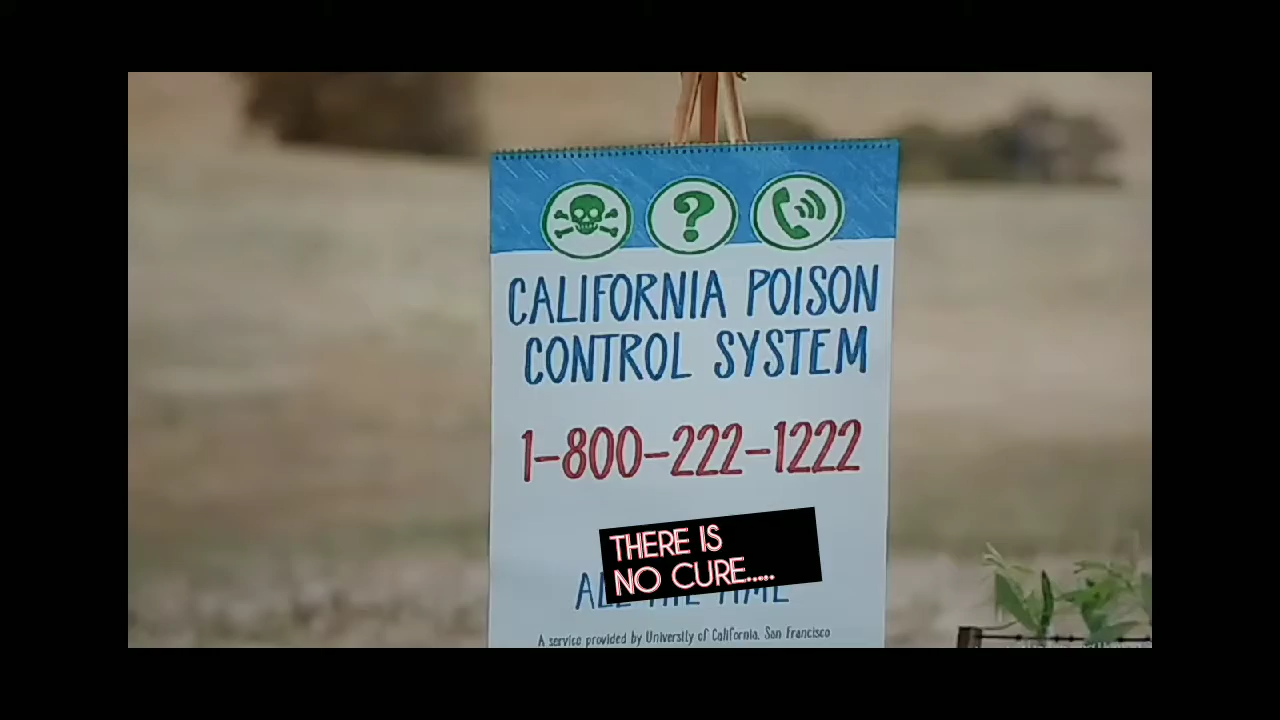 CALIFORNIA POISON
CONTROL SYSTEM
1-800-222-1222
THERE IS
NO CURE.....
A service provided by University of California, San Francisco